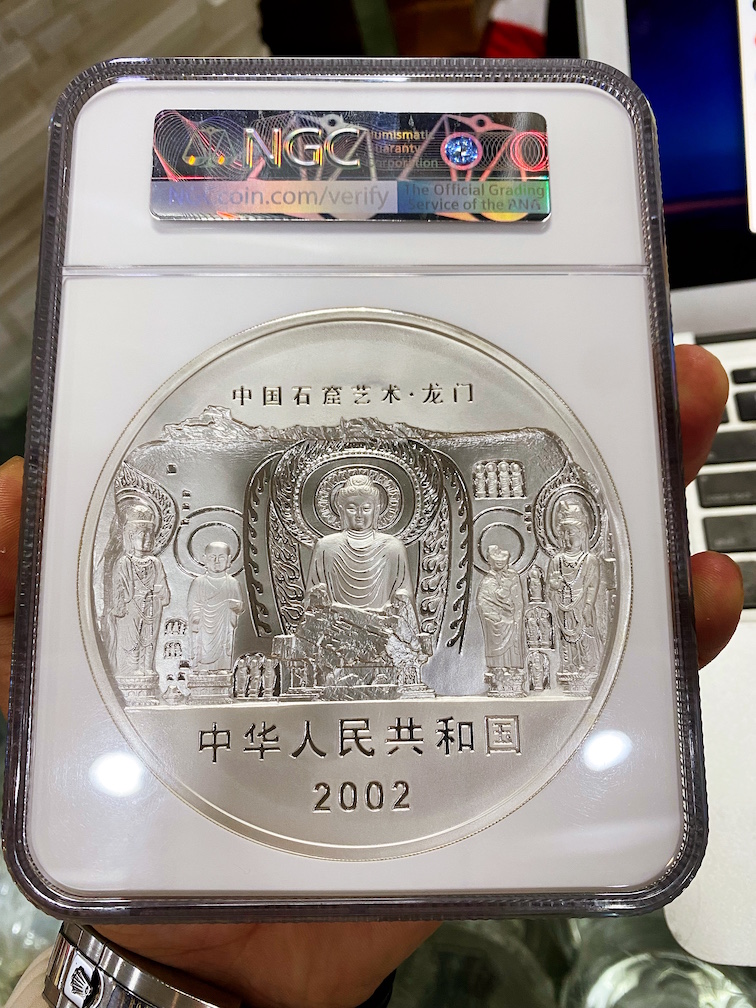 NGC
Numismatic
Guaranty
Corporation
NGCcoin.com/verify
The Official Grading
Service of the ANA
中国石窟艺术·龙门
中华人民共和国
2002